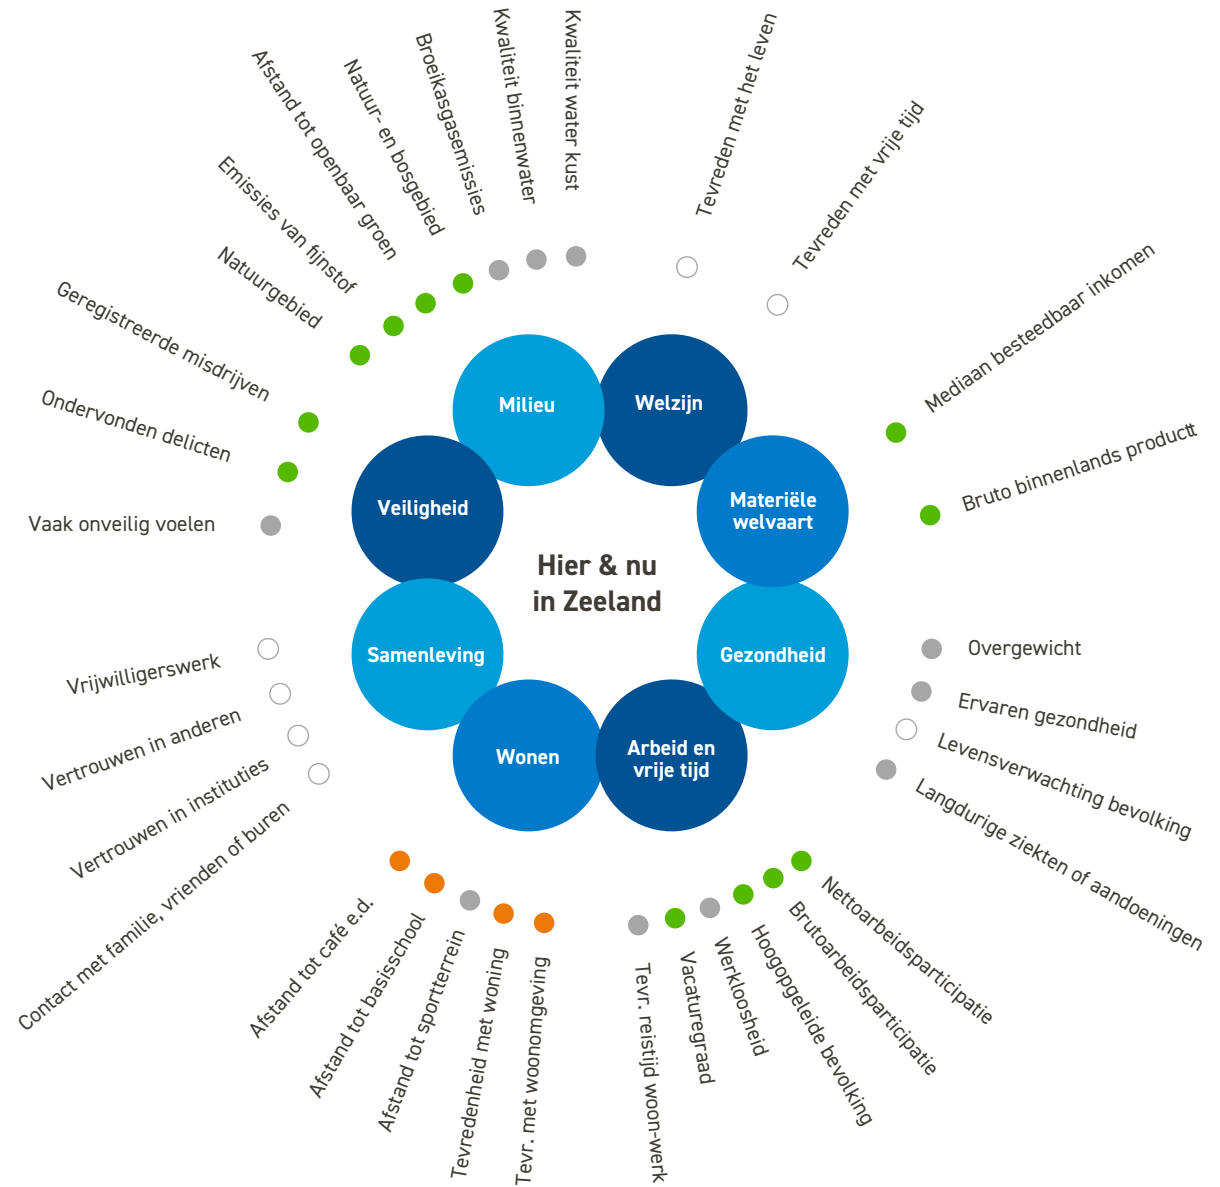 Kwaliteit water kust
Kwaliteit binnenwater
Broeikasgasemissies
Natuur- en bosgebied
Afstand tot openbaar groen
Emissies van fijnstof
Natuurgebied
Tevreden met het leven
Tevreden met vrije tijd
Mediaan besteedbaar inkomen
Bruto binnenlands productt
Geregistreerde misdrijven
Ondervonden delicten
Vaak onveilig voelen
Milieu
Welzijn
Veiligheid
Materiële
welvaart
Hier & nu
in Zeeland
Samenleving
Gezondheid
Wonen
Arbeid en
vrije tijd
Overgewicht
Ervaren gezondheid
Levensverwachting bevolking
Langdurige ziekten of aandoeningen
Vrijwilligerswerk
Vertrouwen in anderen
Vertrouwen in instituties
Contact met familie, vrienden of buren
Afstand tot café e.d.
Afstand tot basisschool
Afstand tot sportterrein
Tevredenheid met woning
Tevr. met woonomgeving
Tevr. reistijd woon-werk
Vacaturegraad
Werkloosheid
Hoogopgeleide bevolking
Brutoarbeidsparticipatie
Nettoarbeidsparticipatie